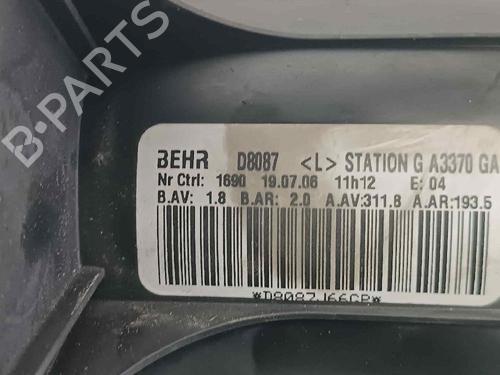 B-PARTS
BEHR D8087 <L> STATION G A3370 GA
Nr Ctrl: 1690 19.07.06 11h12 E: 04
B.AV: 1.8 B.AR: 2.0 A.AV:311.8 A.AR:193.5
*D8087J66CP*